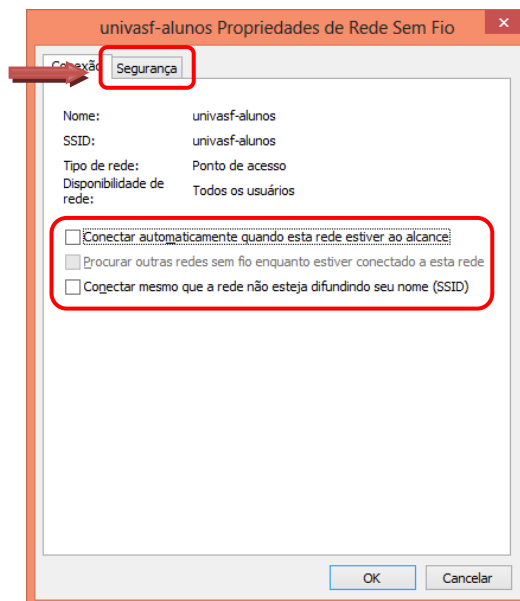 univasf-alunos Propriedades de Rede Sem Fio
Conexão Segurança
Nome: univasf-alunos
SSID: univasf-alunos
Tipo de rede: Ponto de acesso
Disponibilidade de
rede: Todos os usuários
Conectar automaticamente quando esta rede estiver ao alcance
Procurar outras redes sem fio enquanto estiver conectado a esta rede
Conectar mesmo que a rede não esteja difundindo seu nome (SSID)
OK Cancelar